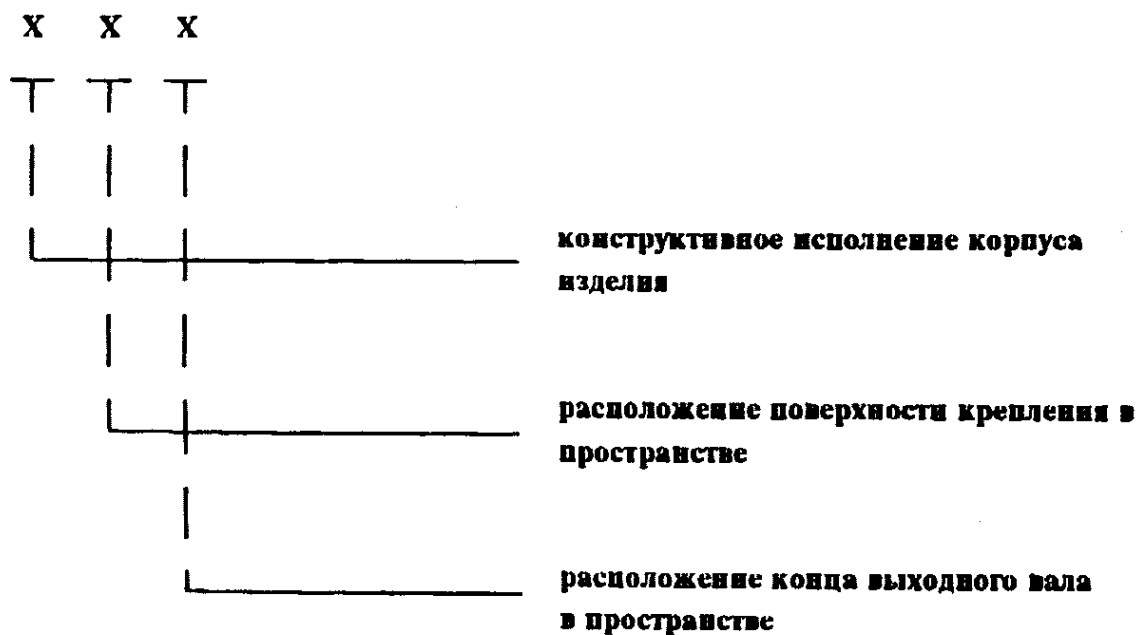 X X X
конструктивное исполнение корпуса
изделия
расположение поверхности крепления в
пространстве
расположение конца выходного вала
в пространстве